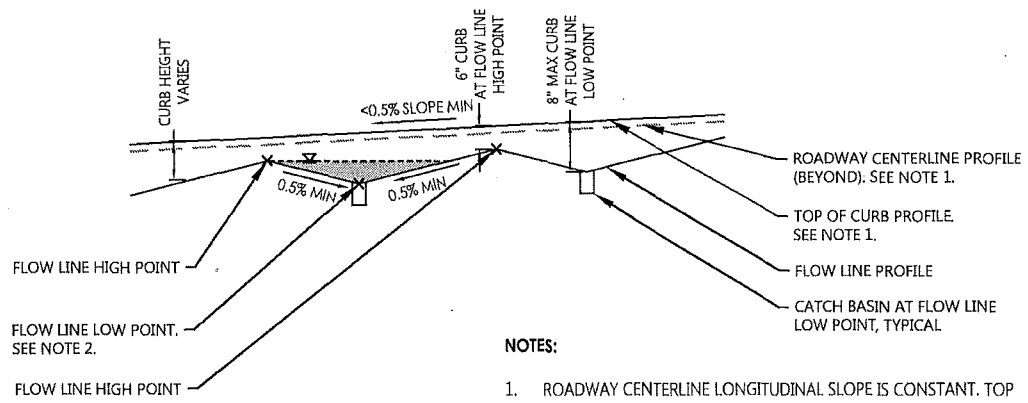 CURB HEIGHT
VARIES
6" CURB
AT FLOW LINE
HIGH POINT
8" MAX CURB
AT FLOW LINE
LOW POINT
<0.5% SLOPE MIN
0.5% MIN
0.5% MIN
ROADWAY CENTERLINE PROFILE
(BEYOND). SEE NOTE 1.
TOP OF CURB PROFILE.
SEE NOTE 1.
FLOW LINE PROFILE
CATCH BASIN AT FLOW LINE
LOW POINT, TYPICAL
FLOW LINE HIGH POINT
FLOW LINE LOW POINT.
SEE NOTE 2.
FLOW LINE HIGH POINT
NOTES:
1. ROADWAY CENTERLINE LONGITUDINAL SLOPE IS CONSTANT. TOP